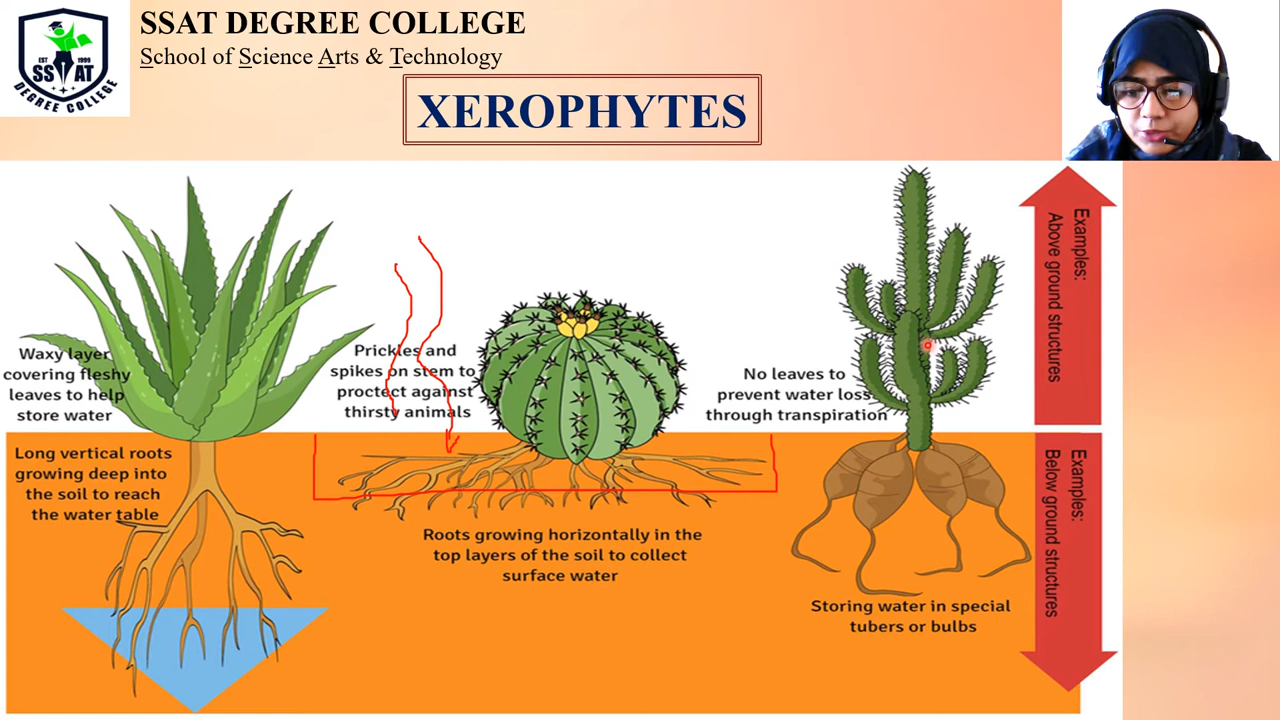 SSAT DEGREE COLLEGE
School of Science Arts & Technology
EST 1999
SSAT
DEGREE COLLEGE
XEROPHYTES
Waxy layer
covering fleshy
leaves to help
store water
Prickles and
spikes on stem to
proctect against
thirsty animals
No leaves to
prevent water loss
through transpiration
Examples:
Above ground structures
Long vertical roots
growing deep into
the soil to reach
the water table
Roots growing horizontally in the
top layers of the soil to collect
surface water
Storing water in special
tubers or bulbs
Examples:
Below ground structures